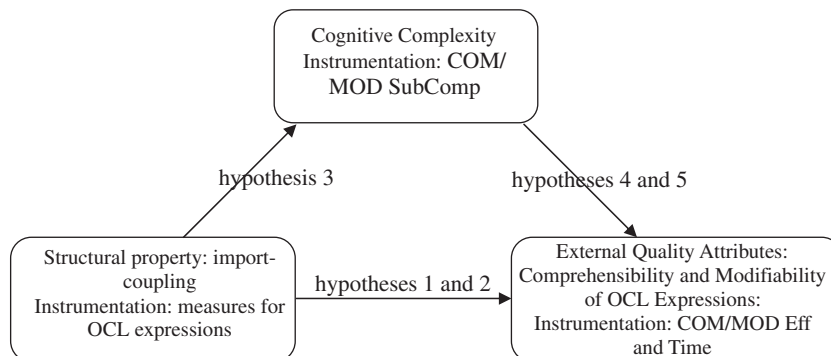 Cognitive Complexity
Instrumentation: COM/
MOD SubComp
hypothesis 3
hypotheses 4 and 5
Structural property: import-
coupling
Instrumentation: measures for
OCL expressions
hypotheses 1 and 2
External Quality Attributes:
Comprehensibility and Modifiability
of OCL Expressions:
Instrumentation: COM/MOD Eff
and Time